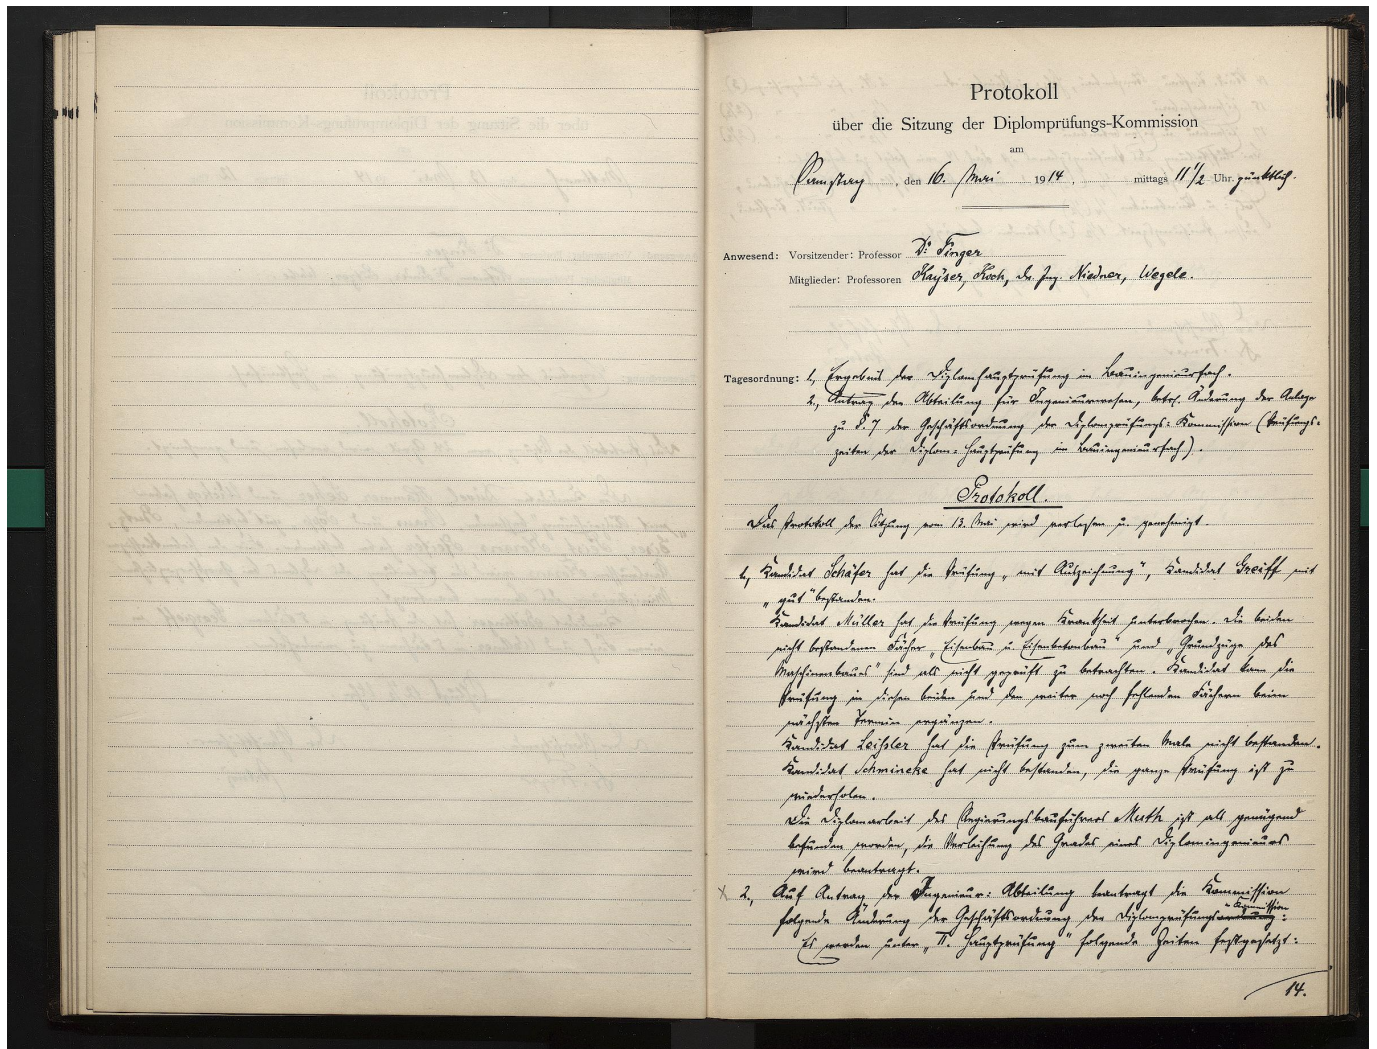 Protokoll
über die Sitzung der Diplomprüfungs-Kommission
am
Samstag, den 16. Mai 1914, mittags 11 1/2 Uhr. pünktlich.
Anwesend: Vorsitzender: Professor Dr. Finger
Mitglieder: Professoren Kayser, Koch, Dr. Ing. Niedner, Wegele.
Tagesordnung: 1., Ergebnis der Diplomhauptprüfung im Bauingenieurfach.
2., Antrag der Abteilung für Ingenieurwesen, betr. Änderung der Anlage
zu §. 7 der Geschäftsordnung der Diplomprüfungs-Kommission (Prüfungs-
zeiten der Diplom-Hauptprüfung im Bauingenieurfach).
Protokoll.
Das Protokoll der Sitzung vom 13. Mai wird verlesen u. genehmigt.
1., Kandidat Schäfer hat die Prüfung „mit Auszeichnung", Kandidat Greiff mit
„gut" bestanden.
Kandidat Müller hat die Prüfung wegen Krankheit unterbrochen. Die beiden
nicht bestandenen Fächer „Eisenbau u. Eisenbetonbau" und „Grundzüge des
Maschinenbaues" sind als nicht geprüft zu betrachten. Kandidat kann die
Prüfung in diesen beiden und den weiter noch fehlenden Fächern beim
nächsten Termin ergänzen.
Kandidat Leißler hat die Prüfung zum zweiten Male nicht bestanden.
Kandidat Schmincke hat nicht bestanden, die ganze Prüfung ist zu
wiederholen.
Die Diplomarbeit des Regierungsbauführers Muth ist als genügend
befunden worden, die Verleihung des Grades eines Diplomingenieurs
wird beantragt.
X 2., Auf Antrag der Ingenieur-Abteilung beantragt die Kommission
folgende Änderung der Geschäftsordnung der Diplomprüfungsordnung-Kommission:
Es werden unter „II. Hauptprüfung" folgende Zeiten festgesetzt:
14.